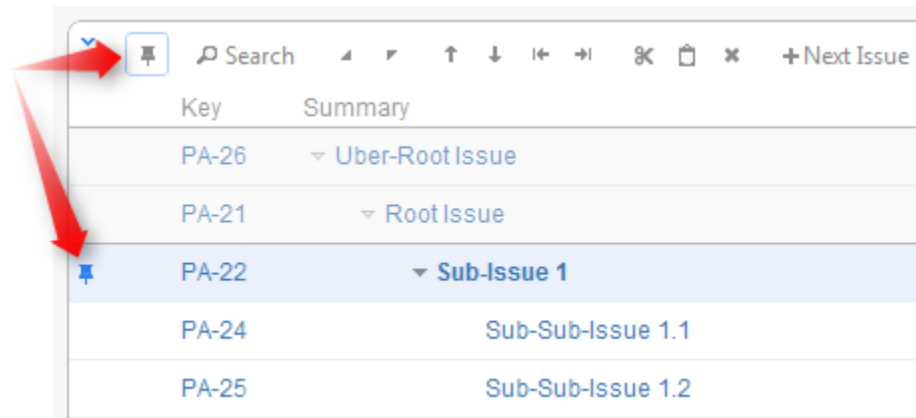 Search + Next Issue
Key Summary
PA-26 Uber-Root Issue
PA-21 Root Issue
PA-22 Sub-Issue 1
PA-24 Sub-Sub-Issue 1.1
PA-25 Sub-Sub-Issue 1.2